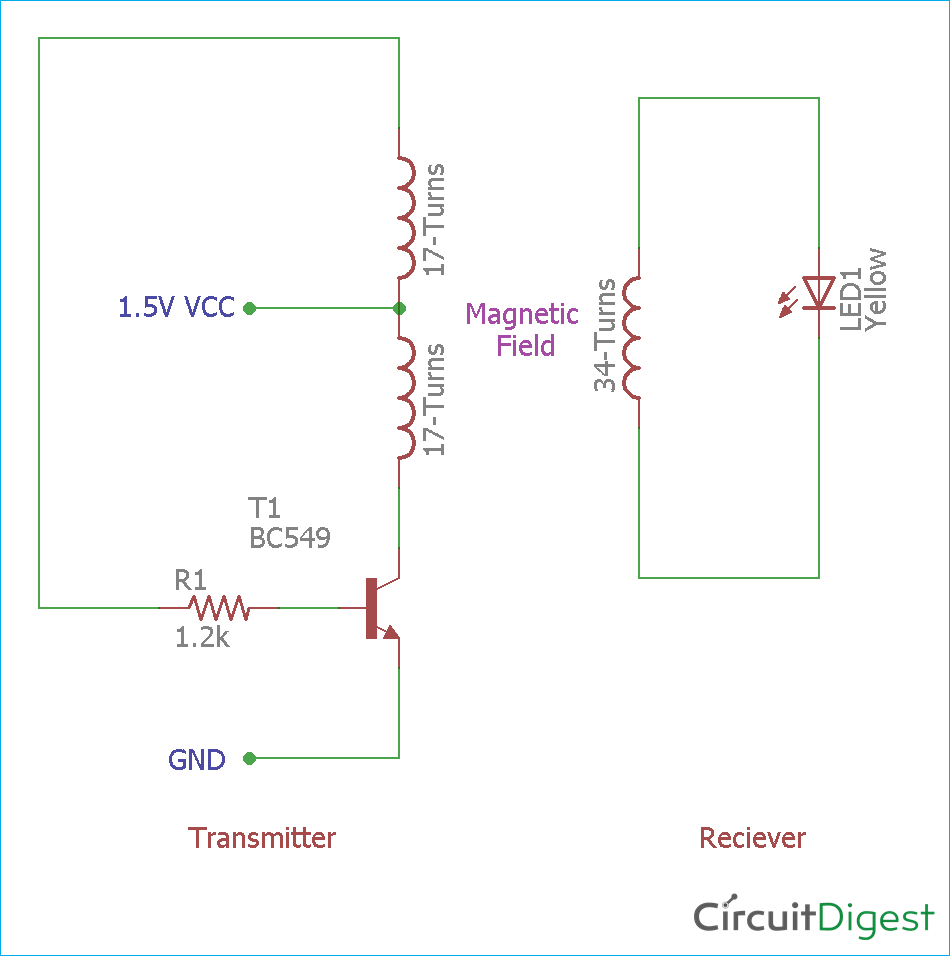 17-Turns
1.5V VCC
17-Turns
Magnetic
Field
34-Turns
LED1
Yellow
T1
BC549
R1
1.2k
GND
Transmitter
Reciever
CircuitDigest